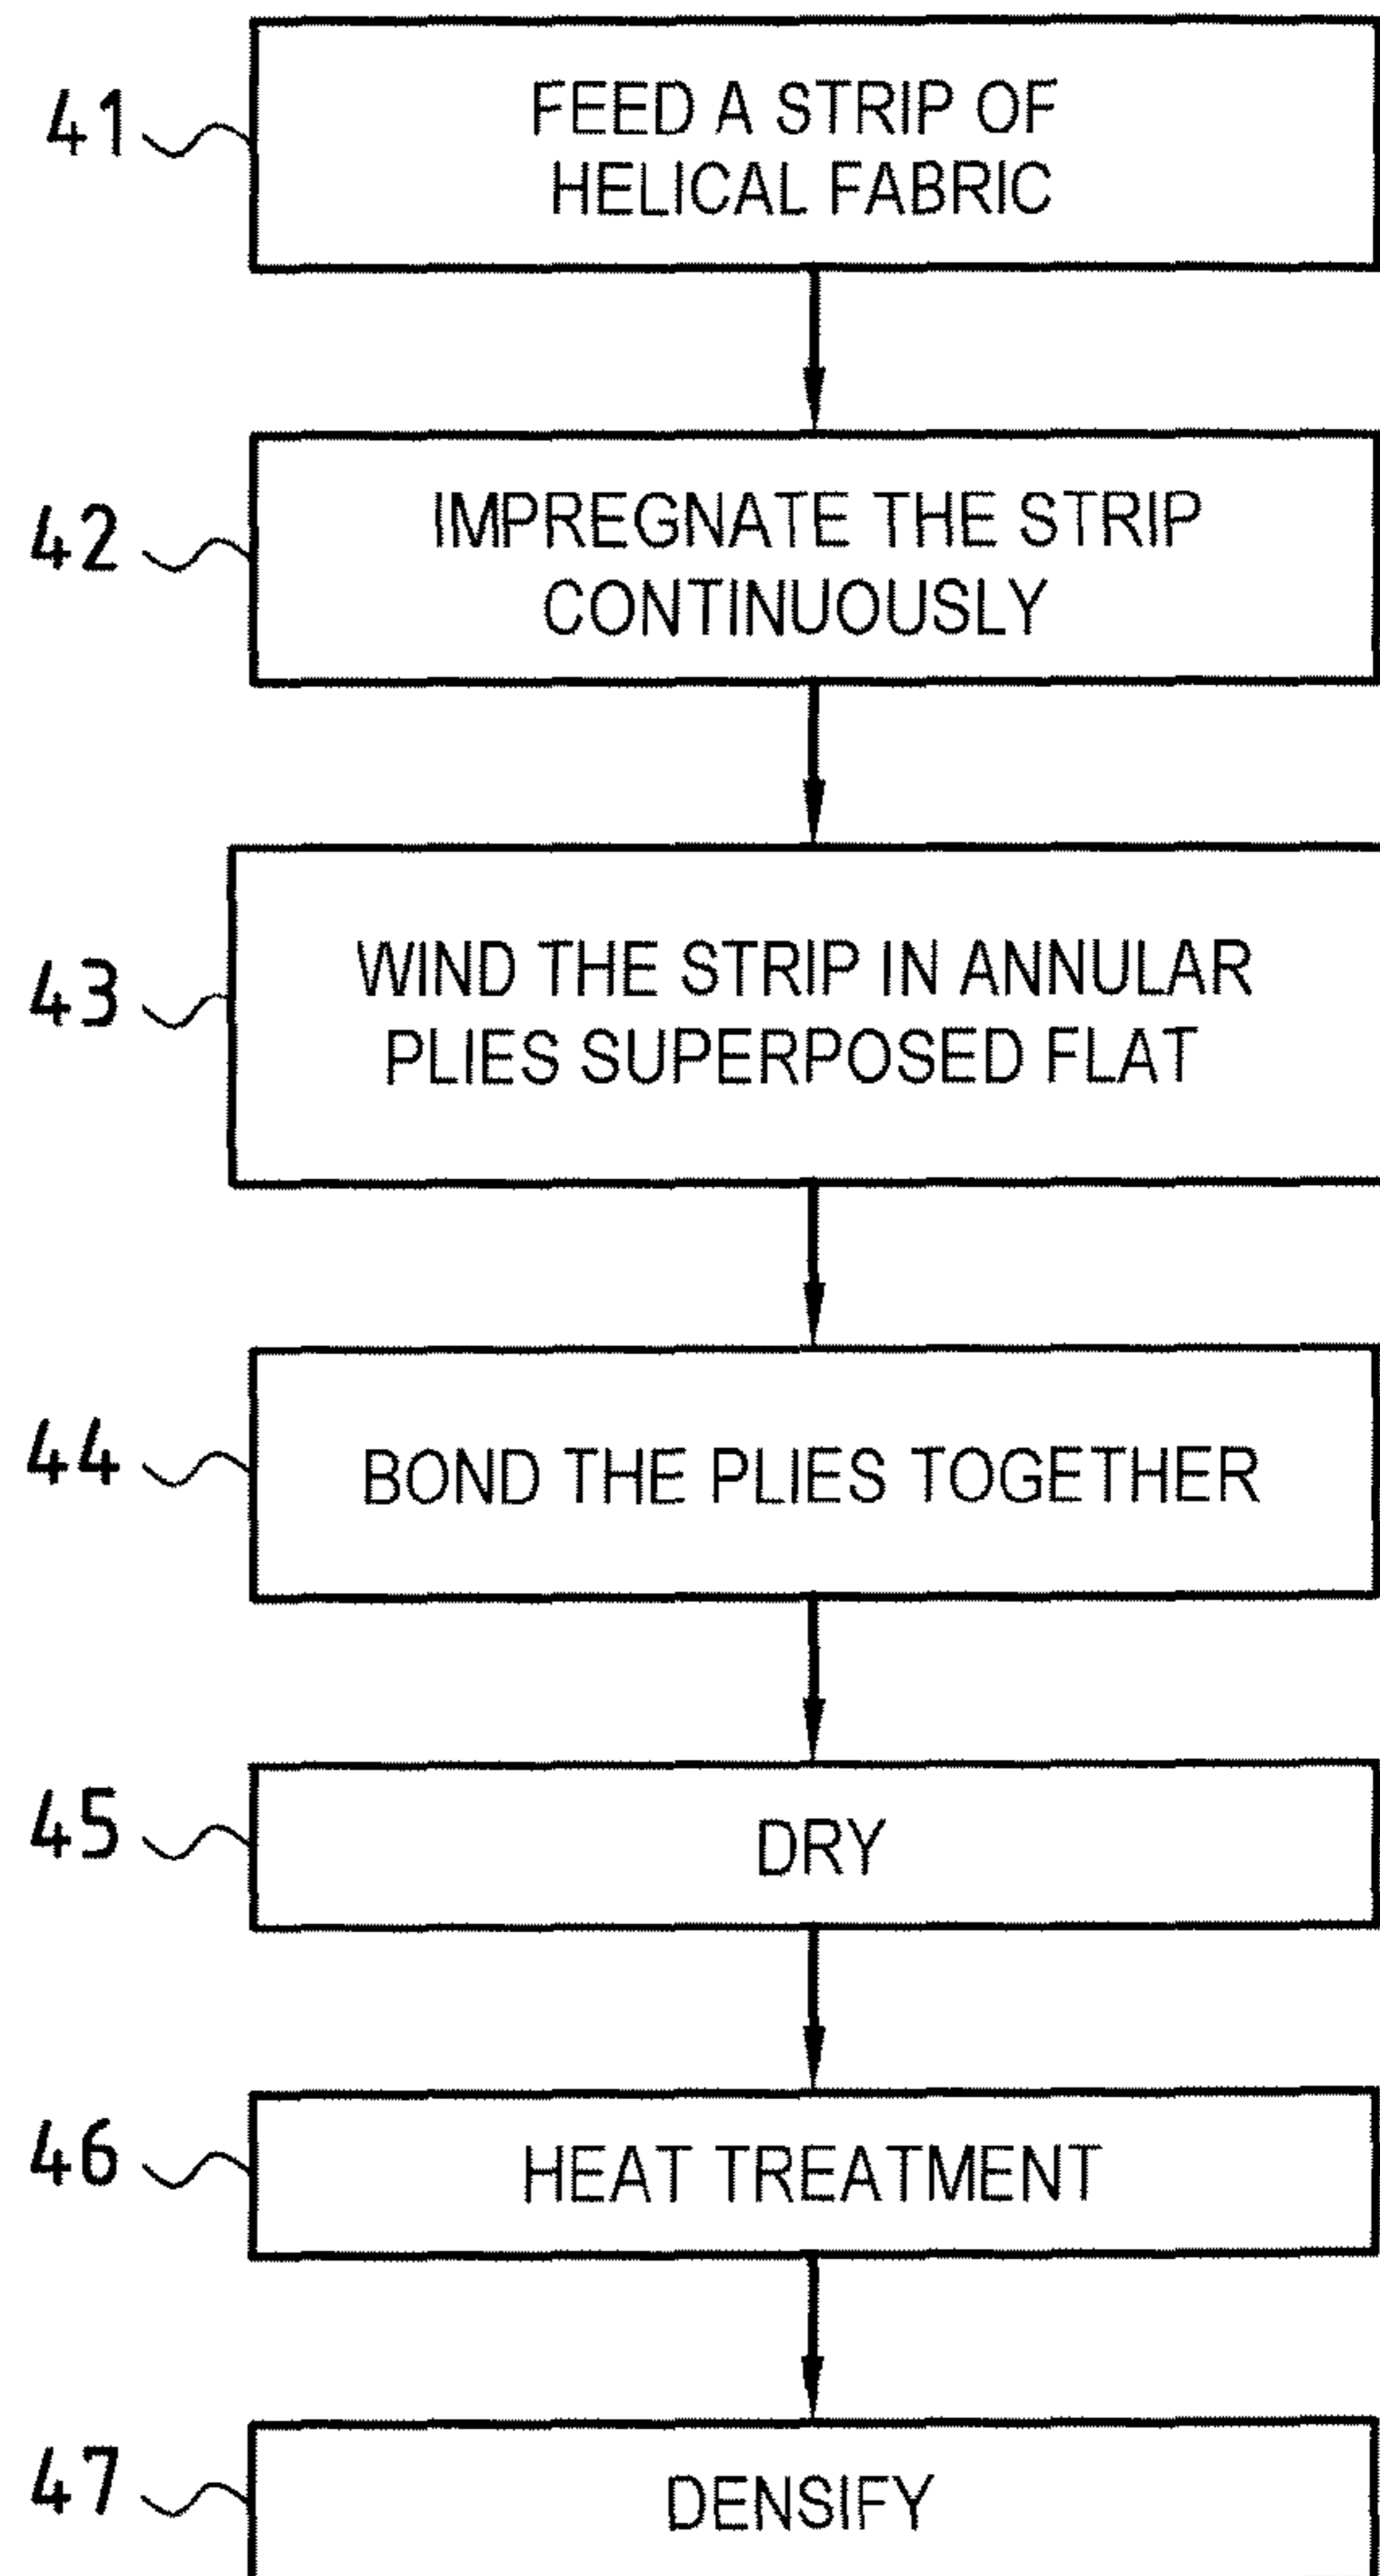 41
FEED A STRIP OF
HELICAL FABRIC
42
IMPREGNATE THE STRIP
CONTINUOUSLY
43
WIND THE STRIP IN ANNULAR
PLIES SUPERPOSED FLAT
44
BOND THE PLIES TOGETHER
45
DRY
46
HEAT TREATMENT
47
DENSIFY